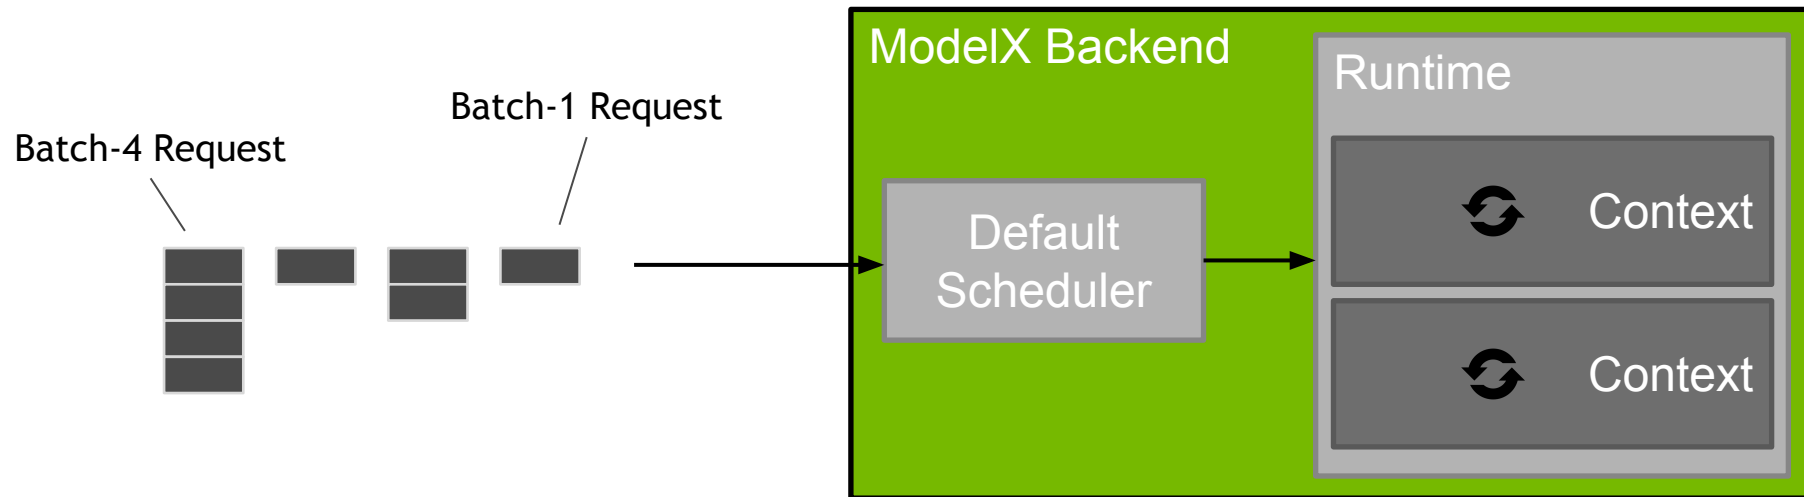 ModelX Backend
Runtime
Batch-1 Request
Batch-4 Request
Default
Scheduler
Context
Context